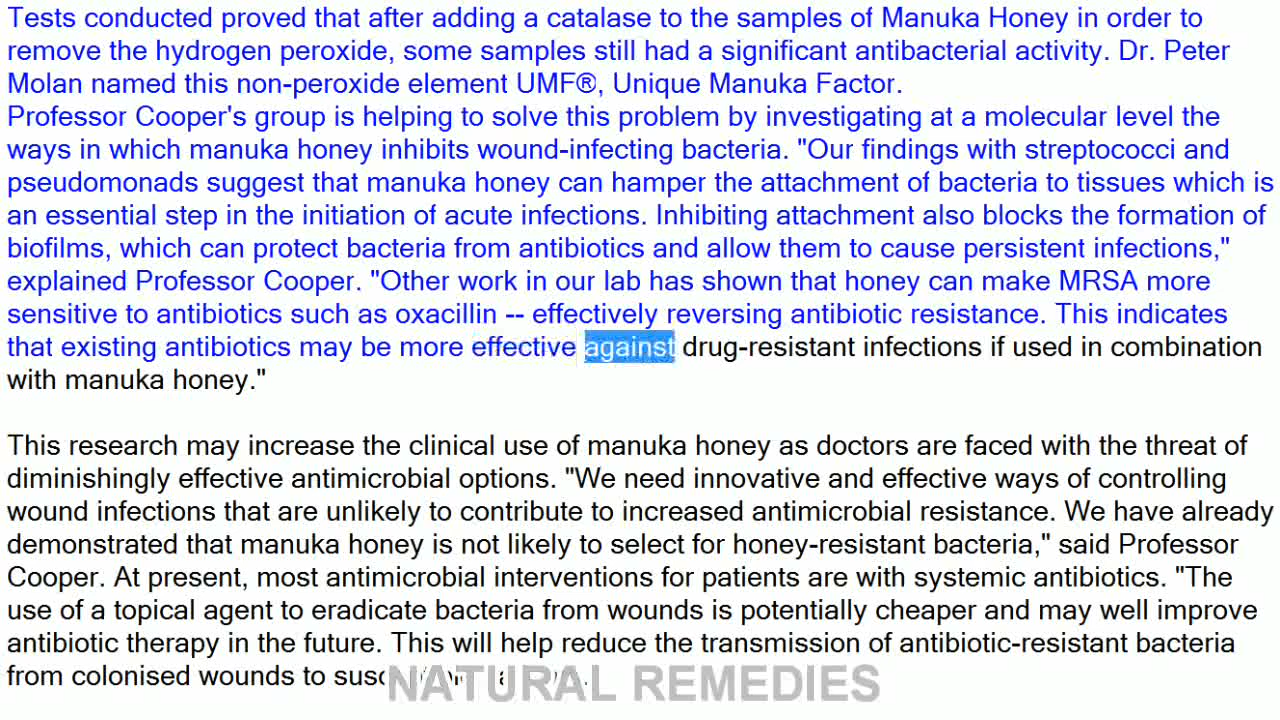 Tests conducted proved that after adding a catalase to the samples of Manuka Honey in order to
remove the hydrogen peroxide, some samples still had a significant antibacterial activity. Dr. Peter
Molan named this non-peroxide element UMF®, Unique Manuka Factor.
Professor Cooper's group is helping to solve this problem by investigating at a molecular level the
ways in which manuka honey inhibits wound-infecting bacteria. "Our findings with streptococci and
pseudomonads suggest that manuka honey can hamper the attachment of bacteria to tissues which is
an essential step in the initiation of acute infections. Inhibiting attachment also blocks the formation of
biofilms, which can protect bacteria from antibiotics and allow them to cause persistent infections,"
explained Professor Cooper. "Other work in our lab has shown that honey can make MRSA more
sensitive to antibiotics such as oxacillin -- effectively reversing antibiotic resistance. This indicates
that existing antibiotics may be more effective against drug-resistant infections if used in combination
with manuka honey."
This research may increase the clinical use of manuka honey as doctors are faced with the threat of
diminishingly effective antimicrobial options. "We need innovative and effective ways of controlling
wound infections that are unlikely to contribute to increased antimicrobial resistance. We have already
demonstrated that manuka honey is not likely to select for honey-resistant bacteria," said Professor
Cooper. At present, most antimicrobial interventions for patients are with systemic antibiotics. "The
use of a topical agent to eradicate bacteria from wounds is potentially cheaper and may well improve
antibiotic therapy in the future. This will help reduce the transmission of antibiotic-resistant bacteria
from colonised wounds to
NATURAL REMEDIES